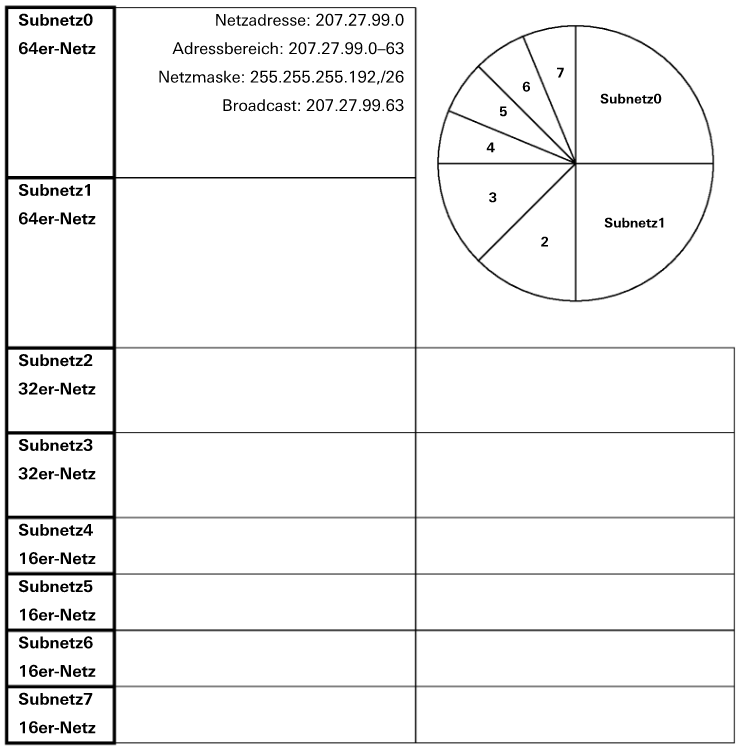 Subnetz0
64er-Netz
Netzadresse: 207.27.99.0
Adressbereich: 207.27.99.0–63
Netzmaske: 255.255.255.192,/26
Broadcast: 207.27.99.63
7
6
5
4
3
2
Subnetz0
Subnetz1
Subnetz1
64er-Netz
Subnetz2
32er-Netz
Subnetz3
32er-Netz
Subnetz4
16er-Netz
Subnetz5
16er-Netz
Subnetz6
16er-Netz
Subnetz7
16er-Netz